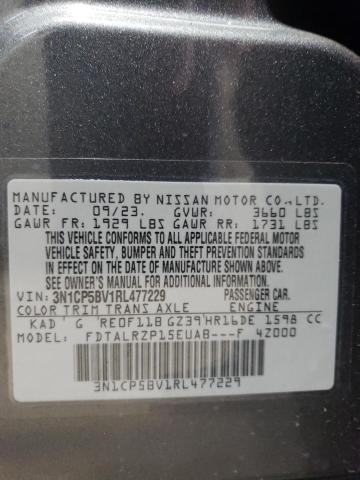 MANUFACTURED BY NISSAN MOTOR CO.,LTD.
DATE: 09/23. GVWR: 3660 LBS
GAWR FR: 1929 LBS GAWR RR: 1731 LBS
THIS VEHICLE CONFORMS TO ALL APPLICABLE FEDERAL MOTOR
VEHICLE SAFETY, BUMPER AND THEFT PREVENTION STANDARDS
IN EFFECT ON THE DATE OF MANUFACTURE SHOWN ABOVE.
SEE OWNER'S MANUAL FOR ADDITIONAL INFORMATION.
VIN: 3N1CP5BV1RL477229 PASSENGER CAR.
COLOR TRIM TRANS AXLE ENGINE
KAD G RE0F11B GZ39 HR16DE 1598 CC
FDTALRZP15EUAB---F 4Z000
3N1CP5BV1RL477229